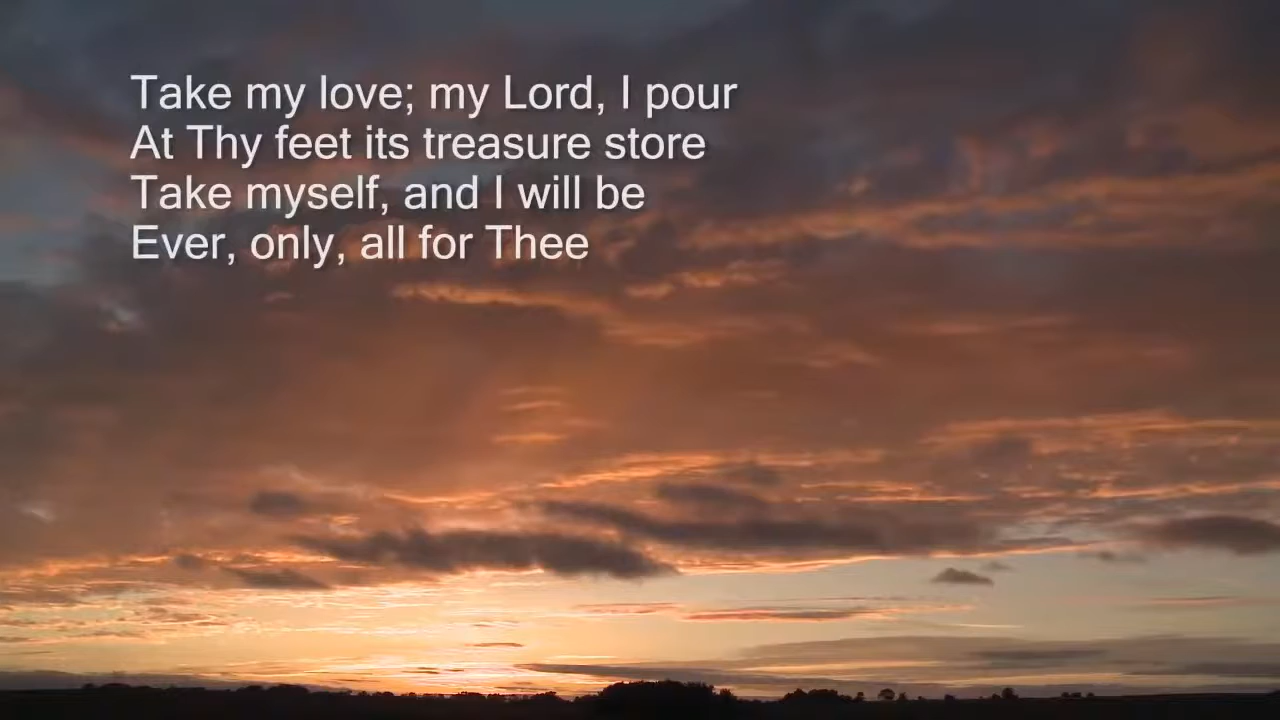 Take my love; my Lord, I pour
At Thy feet its treasure store
Take myself, and I will be
Ever, only, all for Thee